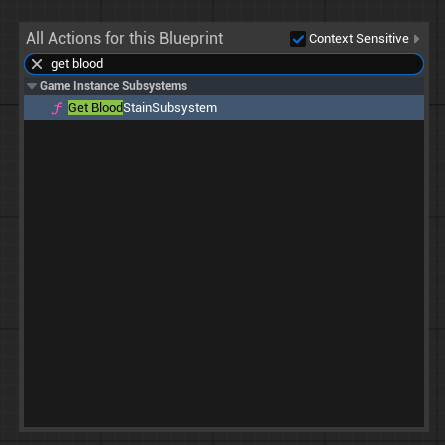 All Actions for this Blueprint Context Sensitive
get blood
Game Instance Subsystems
f Get BloodStainSubsystem